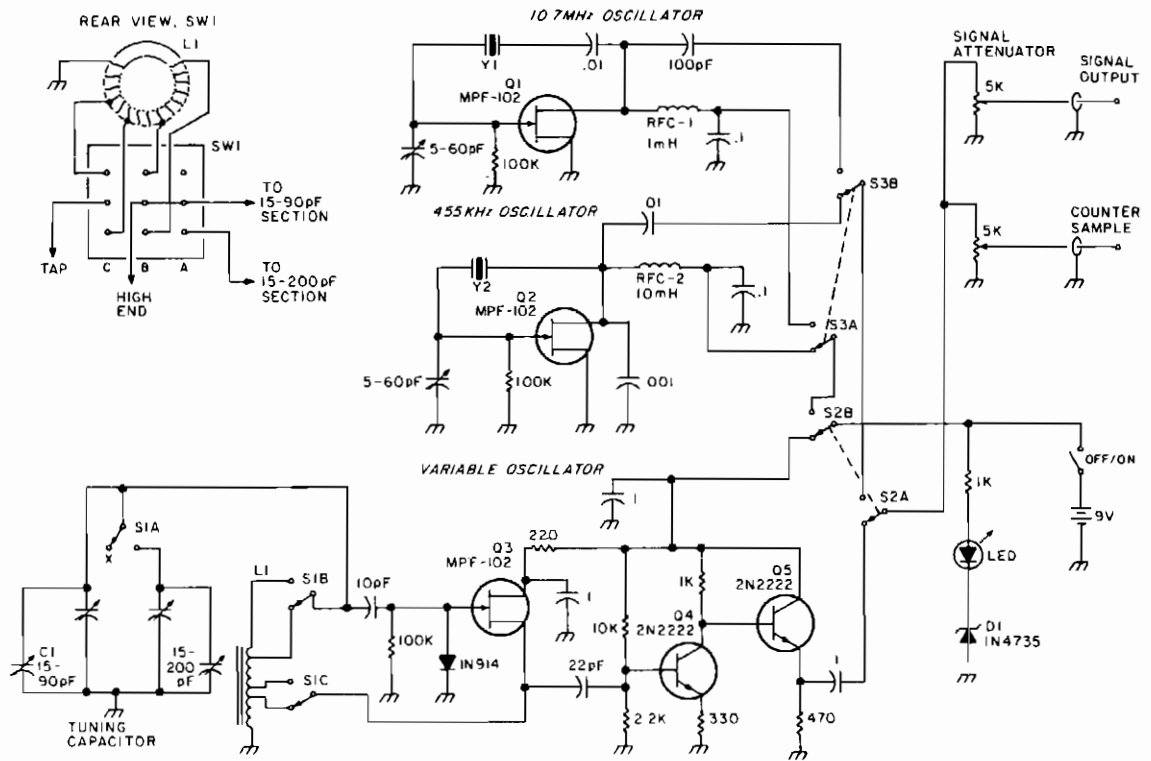 REAR VIEW, SW1
L1
SW1
TO
15-90pF
SECTION
TO
15-200pF
SECTION
C B A
TAP
HIGH
END
10.7MHz OSCILLATOR
Y1
.01
100pF
Q1
MPF-102
RFC-1
1mH
.1
5-60pF
100K
S3B
455KHz OSCILLATOR
.01
Y2
RFC-2
10mH
.1
Q2
MPF-102
S3A
5-60pF
100K
.001
S2B
SIGNAL
ATTENUATOR
SIGNAL
OUTPUT
5K
COUNTER
SAMPLE
5K
OFF/ON
1K
9V
S2A
LED
D1
1N4735
VARIABLE OSCILLATOR
.1
S1A
X
C1
15-
90pF
15-
200
pF
TUNING
CAPACITOR
L1
S1B
S1C
10pF
100K
1N914
Q3
MPF-102
220
.1
22pF
10K
2.2K
1K
Q4
2N2222
330
Q5
2N2222
.1
470